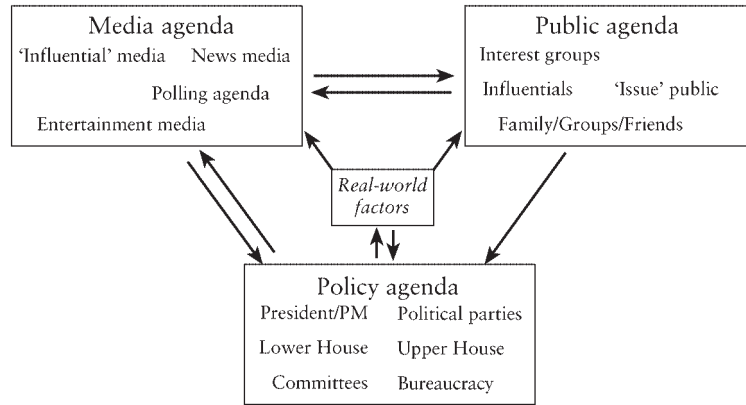 Media agenda
'Influential' media News media
Polling agenda
Entertainment media
Public agenda
Interest groups
Influentials 'Issue' public
Family/Groups/Friends
Real-world
factors
Policy agenda
President/PM Political parties
Lower House Upper House
Committees Bureaucracy